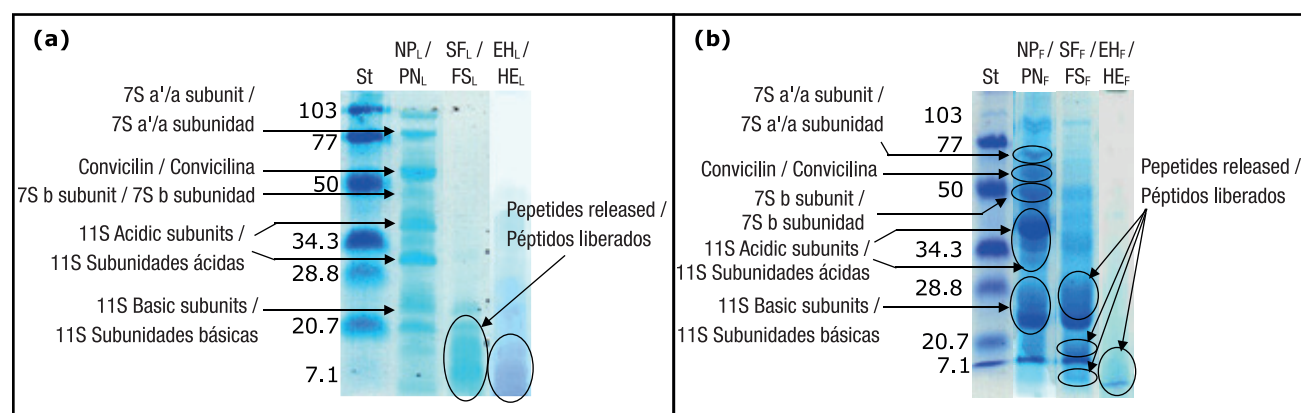 (a)
NPL / SFL / EHL /
St PNL FSL HEL
7S a'/a subunit /
7S a'/a subunidad
Convicilin / Convicilina
7S b subunit / 7S b subunidad
11S Acidic subunits /
11S Subunidades ácidas
11S Basic subunits /
11S Subunidades básicas
103
77
50
34.3
28.8
20.7
7.1
Pepetides released /
Péptidos liberados
(b)
NPF / SFF / EHF /
St PNF FSF HEF
7S a'/a subunit /
7S a'/a subunidad
Convicilin / Convicilina
7S b subunit /
7S b subunidad
11S Acidic subunits /
11S Subunidades ácidas
11S Basic subunits /
11S Subunidades básicas
103
77
50
34.3
28.8
20.7
7.1
Pepetides released /
Péptidos liberados